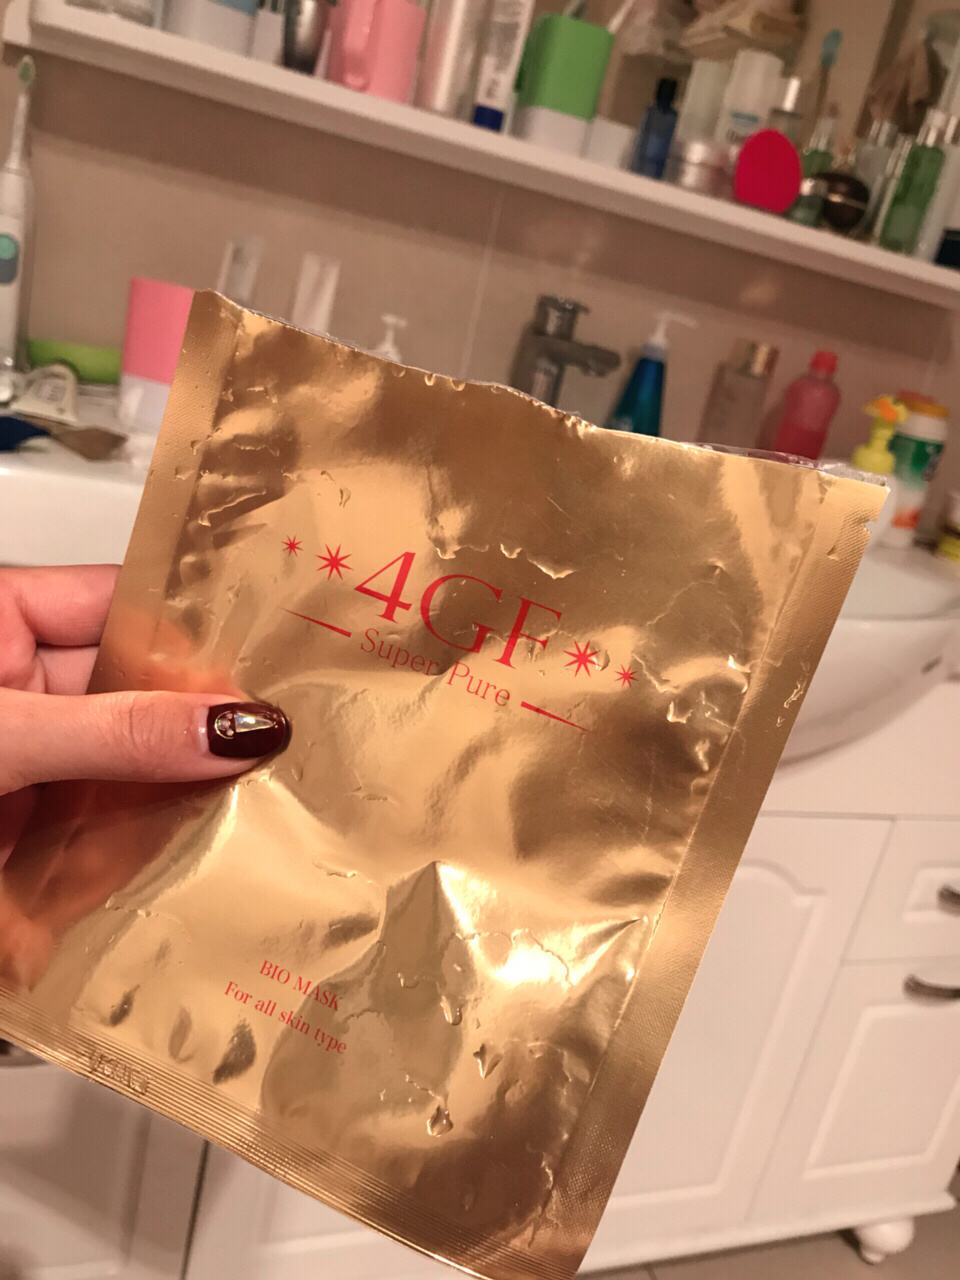 4GF
Super Pure
BIO MASK
For all skin type